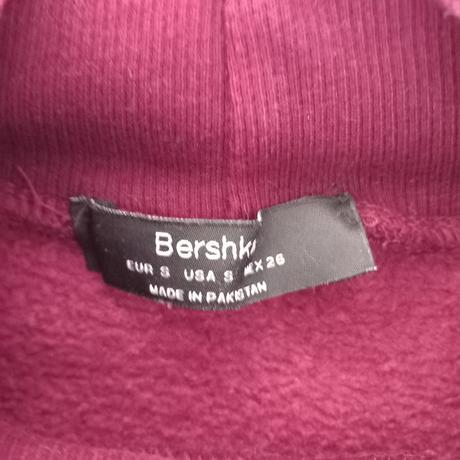 Bershka
EUR S USA S MEX 26
MADE IN PAKISTAN